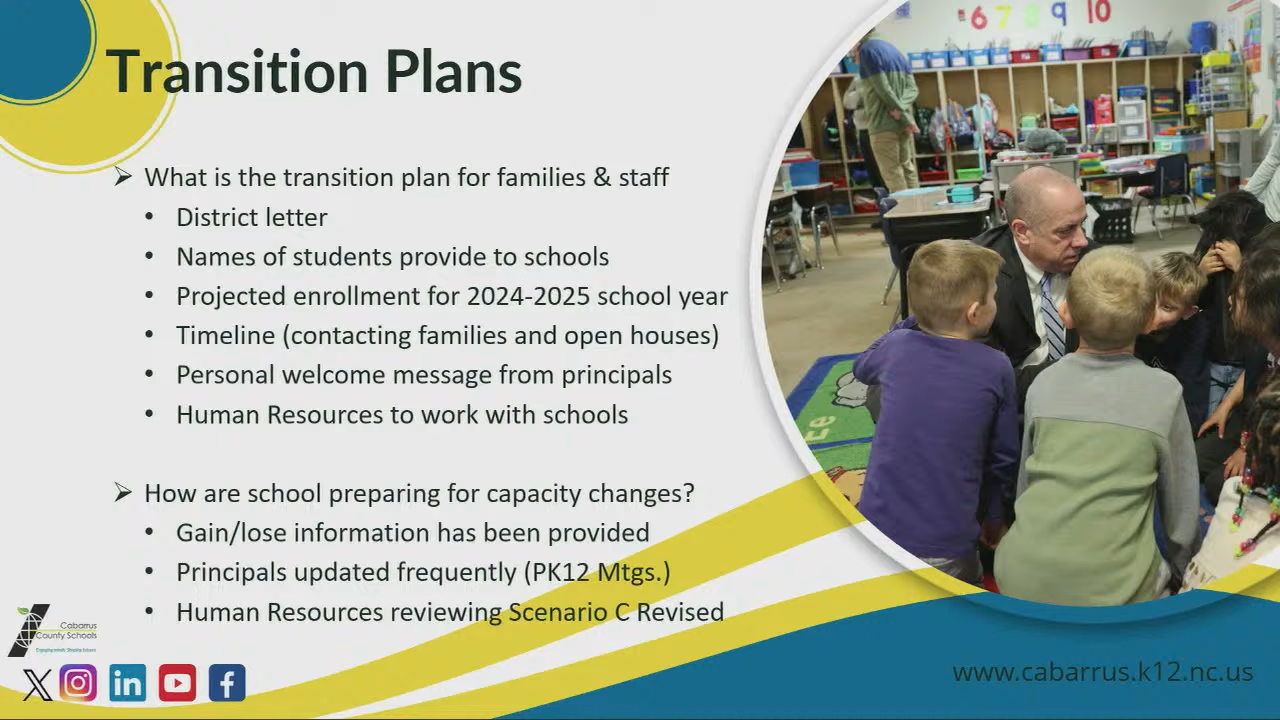 Transition Plans
6 7 8 9 10
➢ What is the transition plan for families & staff
• District letter
• Names of students provide to schools
• Projected enrollment for 2024-2025 school year
• Timeline (contacting families and open houses)
• Personal welcome message from principals
• Human Resources to work with schools
➢ How are school preparing for capacity changes?
• Gain/lose information has been provided
• Principals updated frequently (PK12 Mtgs.)
• Human Resources reviewing Scenario C Revised
Cabarrus
County Schools
www.cabarrus.k12.nc.us